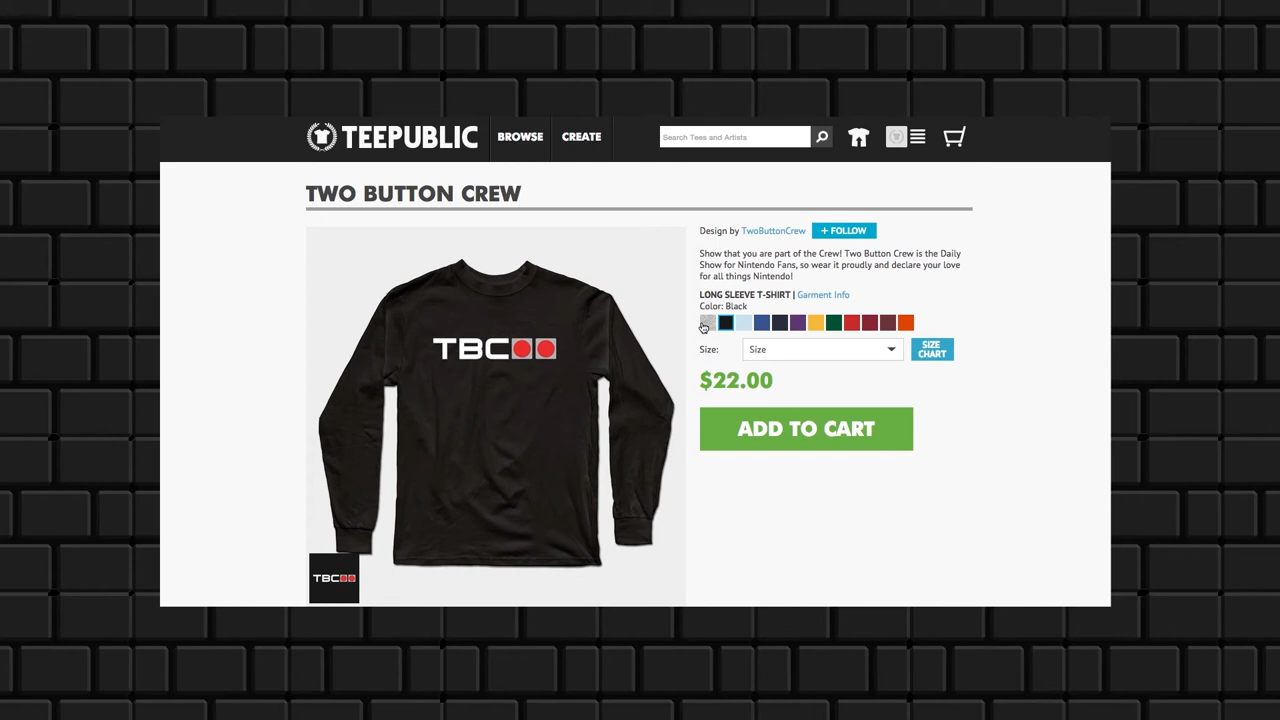 TEEPUBLIC
BROWSE
CREATE
Search Tees and Artists
TWO BUTTON CREW
Design by TwoButtonCrew
+ FOLLOW
Show that you are part of the Crew! Two Button Crew is the Daily
Show for Nintendo Fans, so wear it proudly and declare your love
for all things Nintendo!
LONG SLEEVE T-SHIRT | Garment Info
Color: Black
Size:
Size
SIZE
CHART
$22.00
ADD TO CART
TBC
TBC